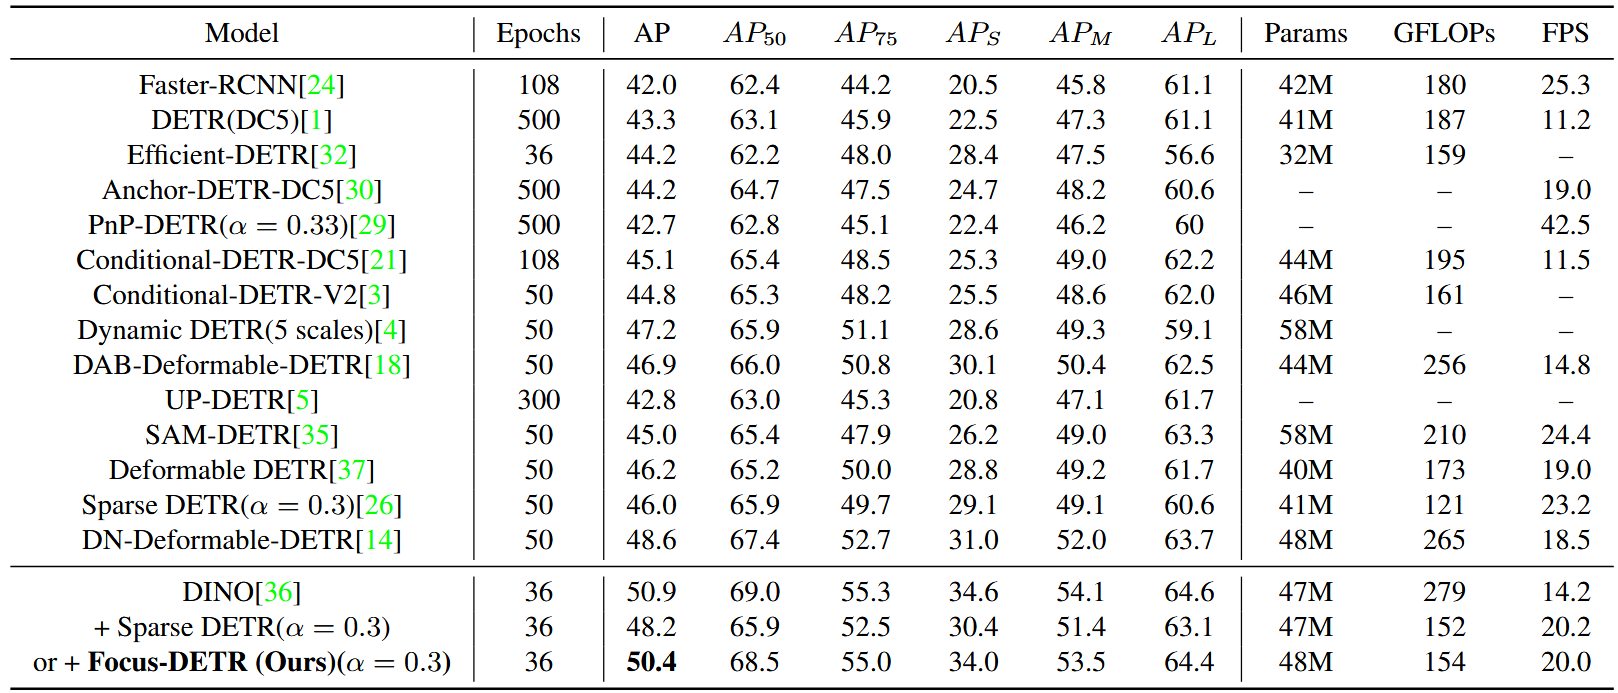 Model Epochs AP AP50 AP75 APS APM APL Params GFLOPs FPS
Faster-RCNN[24] 108 42.0 62.4 44.2 20.5 45.8 61.1 42M 180 25.3
DETR(DC5)[1] 500 43.3 63.1 45.9 22.5 47.3 61.1 41M 187 11.2
Efficient-DETR[32] 36 44.2 62.2 48.0 28.4 47.5 56.6 32M 159 –
Anchor-DETR-DC5[30] 500 44.2 64.7 47.5 24.7 48.2 60.6 – – 19.0
PnP-DETR(α = 0.33)[29] 500 42.7 62.8 45.1 22.4 46.2 60 – – 42.5
Conditional-DETR-DC5[21] 108 45.1 65.4 48.5 25.3 49.0 62.2 44M 195 11.5
Conditional-DETR-V2[3] 50 44.8 65.3 48.2 25.5 48.6 62.0 46M 161 –
Dynamic DETR(5 scales)[4] 50 47.2 65.9 51.1 28.6 49.3 59.1 58M – –
DAB-Deformable-DETR[18] 50 46.9 66.0 50.8 30.1 50.4 62.5 44M 256 14.8
UP-DETR[5] 300 42.8 63.0 45.3 20.8 47.1 61.7 – – –
SAM-DETR[35] 50 45.0 65.4 47.9 26.2 49.0 63.3 58M 210 24.4
Deformable DETR[37] 50 46.2 65.2 50.0 28.8 49.2 61.7 40M 173 19.0
Sparse DETR(α = 0.3)[26] 50 46.0 65.9 49.7 29.1 49.1 60.6 41M 121 23.2
DN-Deformable-DETR[14] 50 48.6 67.4 52.7 31.0 52.0 63.7 48M 265 18.5
DINO[36] 36 50.9 69.0 55.3 34.6 54.1 64.6 47M 279 14.2
+ Sparse DETR(α = 0.3) 36 48.2 65.9 52.5 30.4 51.4 63.1 47M 152 20.2
or + Focus-DETR (Ours)(α = 0.3) 36 50.4 68.5 55.0 34.0 53.5 64.4 48M 154 20.0